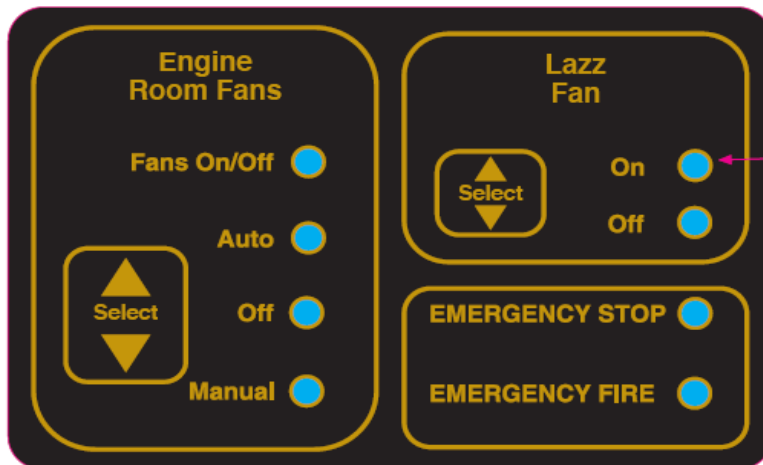 Engine
Room Fans
Fans On/Off
Auto
Select
Off
Manual
Lazz
Fan
Select
On
Off
EMERGENCY STOP
EMERGENCY FIRE